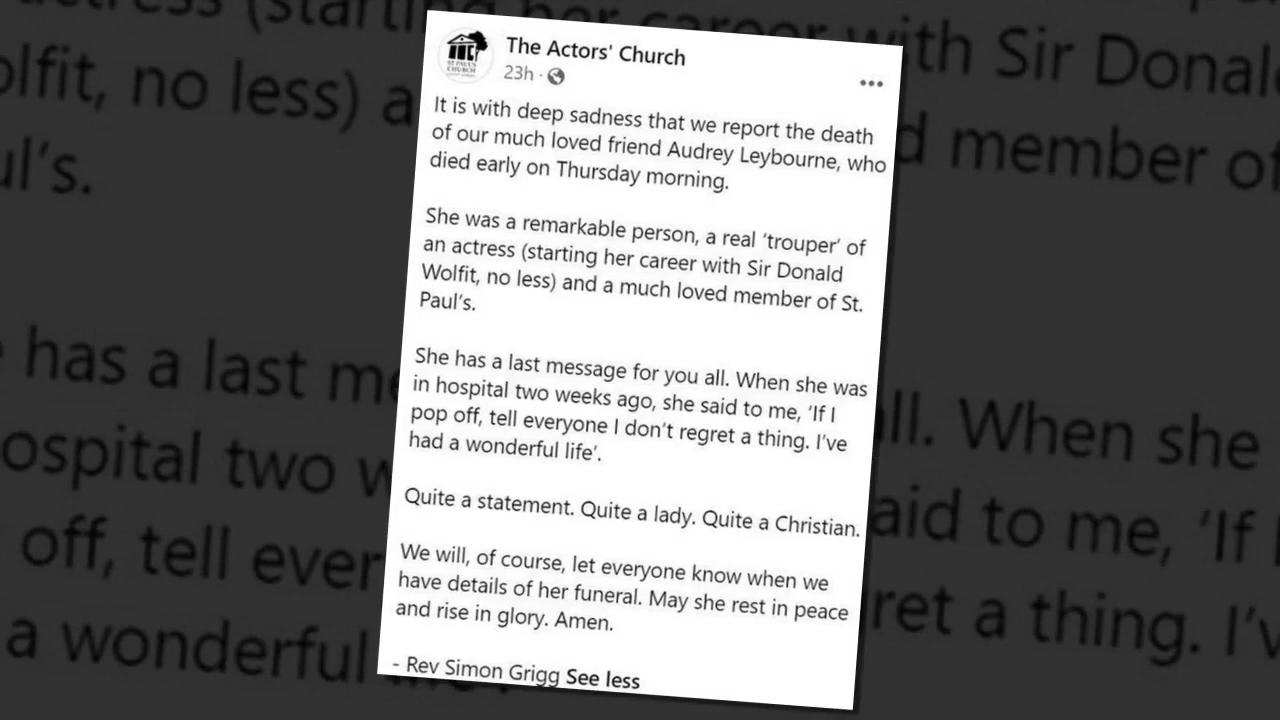 The Actors' Church
23h ·
ST PAUL'S
CHURCH
It is with deep sadness that we report the death
of our much loved friend Audrey Leybourne, who
died early on Thursday morning.
She was a remarkable person, a real ‘trouper’ of
an actress (starting her career with Sir Donald
Wolfit, no less) and a much loved member of St.
Paul’s.
She has a last message for you all. When she was
in hospital two weeks ago, she said to me, ‘If I
pop off, tell everyone I don’t regret a thing. I’ve
had a wonderful life’.
Quite a statement. Quite a lady. Quite a Christian.
We will, of course, let everyone know when we
have details of her funeral. May she rest in peace
and rise in glory. Amen.
- Rev Simon Grigg See less